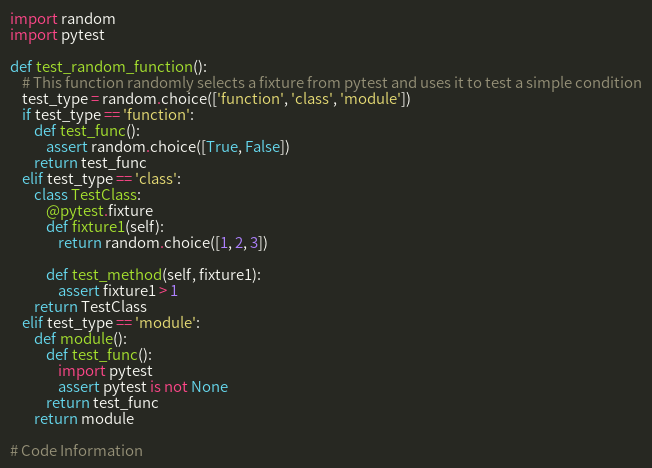 import random
import pytest

def test_random_function():
    # This function randomly selects a fixture from pytest and uses it to test a simple condition
    test_type = random.choice(['function', 'class', 'module'])
    if test_type == 'function':
        def test_func():
            assert random.choice([True, False])
        return test_func
    elif test_type == 'class':
        class TestClass:
            @pytest.fixture
            def fixture1(self):
                return random.choice([1, 2, 3])

            def test_method(self, fixture1):
                assert fixture1 > 1
        return TestClass
    elif test_type == 'module':
        def module():
            def test_func():
                import pytest
                assert pytest is not None
            return test_func
        return module

# Code Information